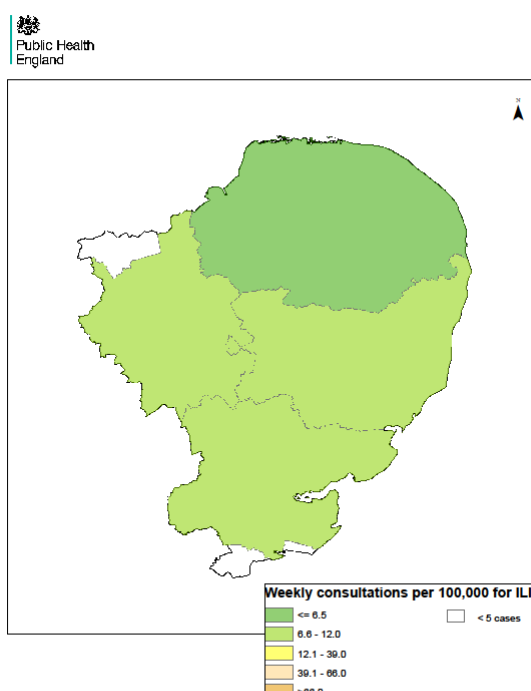 Public Health
England
N
Weekly consultations per 100,000 for ILI
<= 6.5
< 5 cases
6.6 - 12.0
12.1 - 39.0
39.1 - 66.0